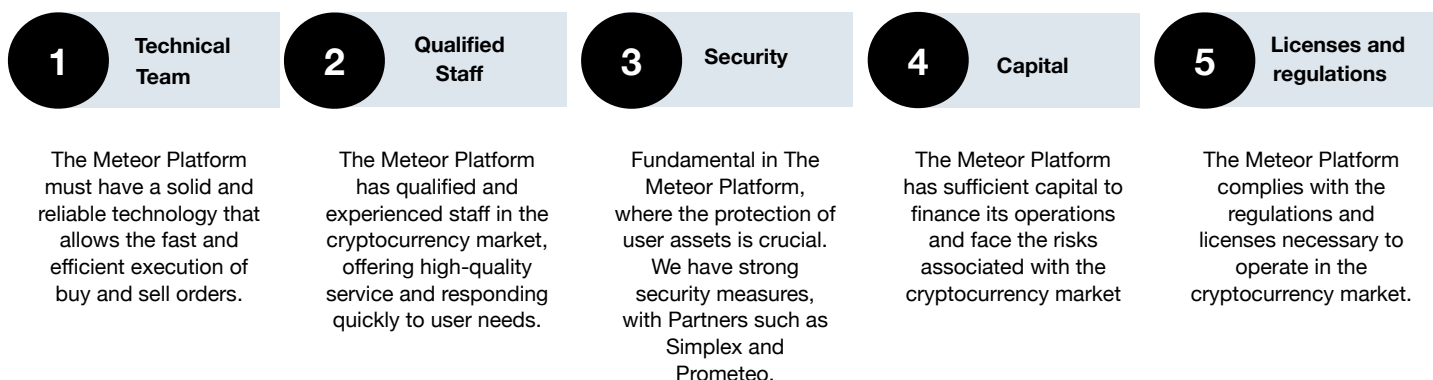 1
Technical
Team
The Meteor Platform
must have a solid and
reliable technology that
allows the fast and
efficient execution of
buy and sell orders.
2
Qualified
Staff
The Meteor Platform
has qualified and
experienced staff in the
cryptocurrency market,
offering high-quality
service and responding
quickly to user needs.
3
Security
Fundamental in The
Meteor Platform,
where the protection of
user assets is crucial.
We have strong
security measures,
with Partners such as
Simplex and
Prometeo.
4
Capital
The Meteor Platform
has sufficient capital to
finance its operations
and face the risks
associated with the
cryptocurrency market
5
Licenses and
regulations
The Meteor Platform
complies with the
regulations and
licenses necessary to
operate in the
cryptocurrency market.